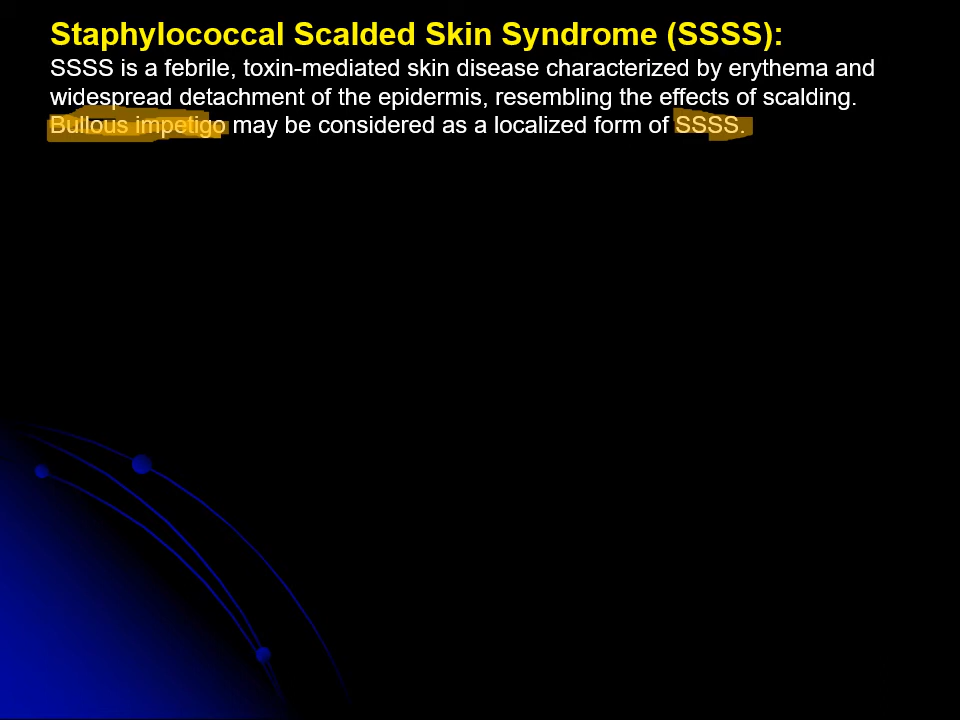 Staphylococcal Scalded Skin Syndrome (SSSS):
SSSS is a febrile, toxin-mediated skin disease characterized by erythema and
widespread detachment of the epidermis, resembling the effects of scalding.
Bullous impetigo may be considered as a localized form of SSSS.